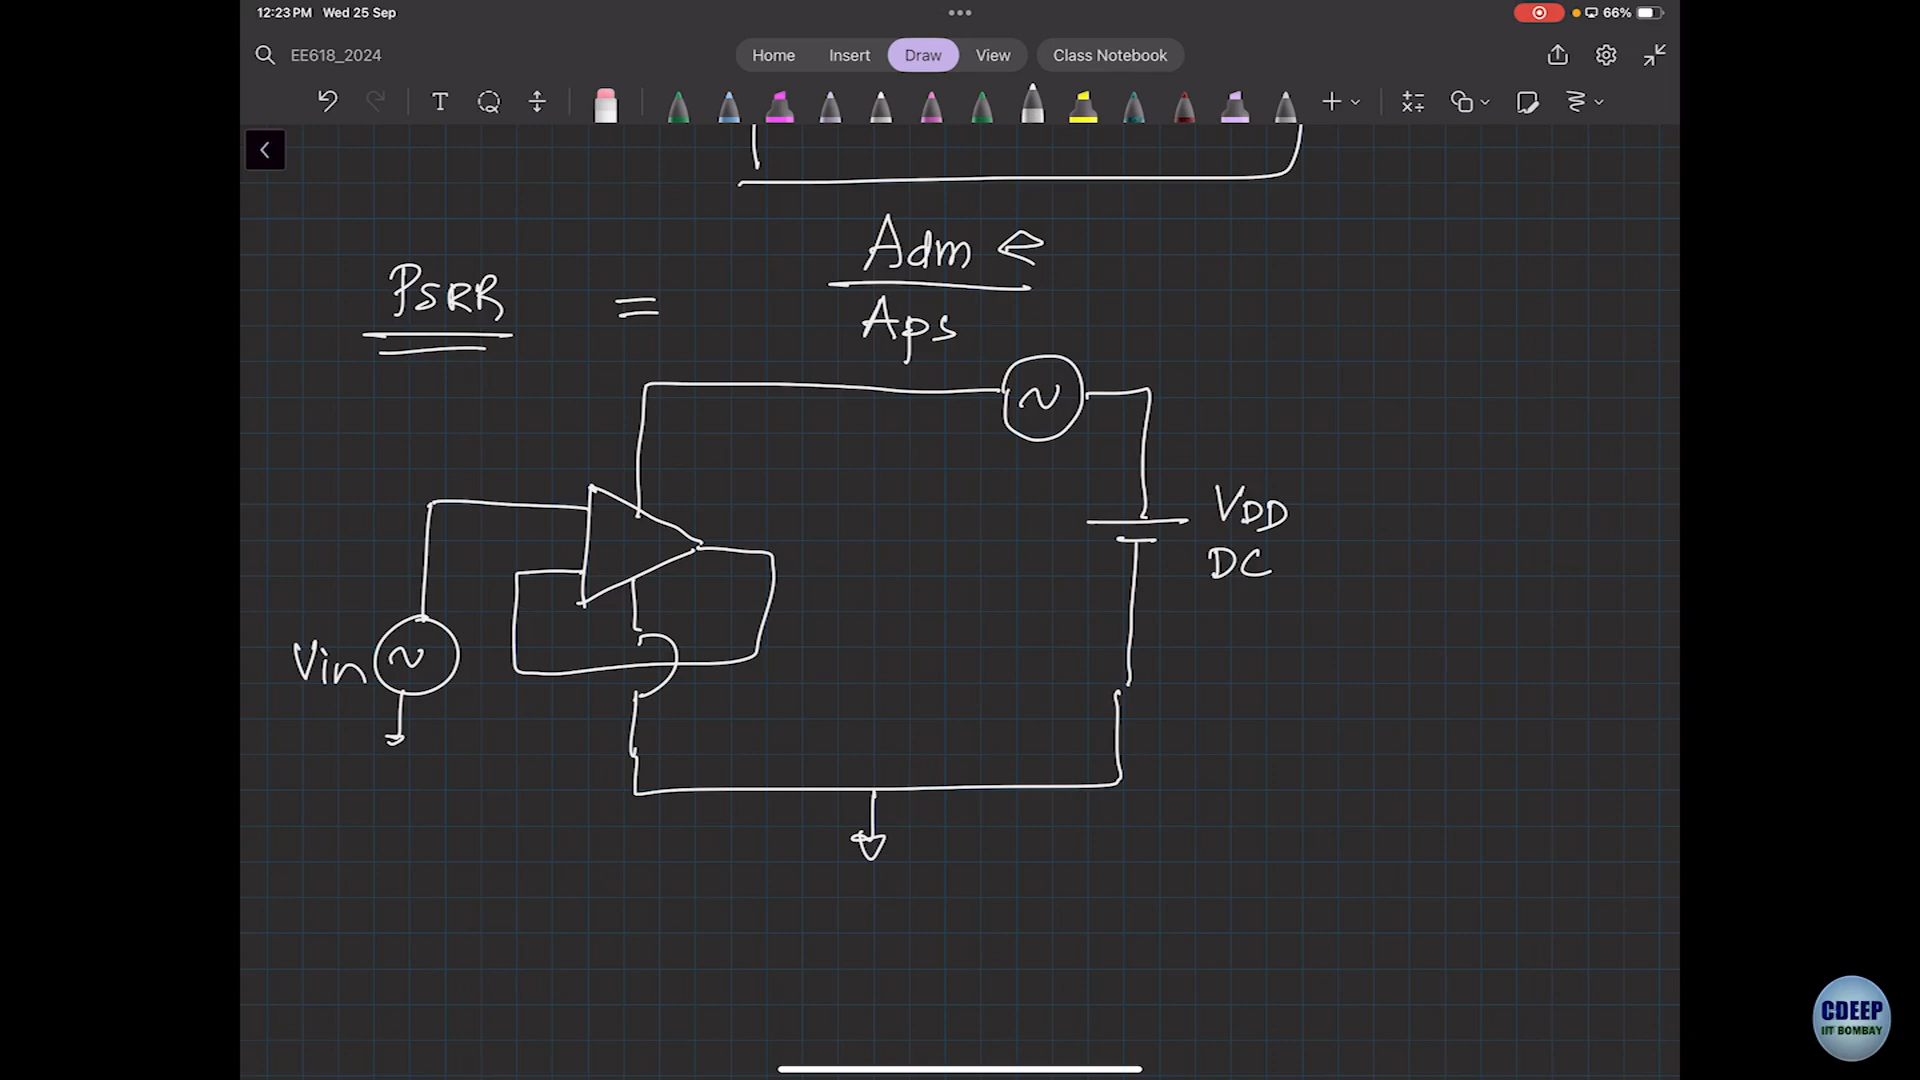 12:23 PM Wed 25 Sep
66%
EE618_2024
Home Insert Draw View Class Notebook
T
PSRR = Adm
Aps
VDD
DC
Vin
CDEEP
IIT BOMBAY